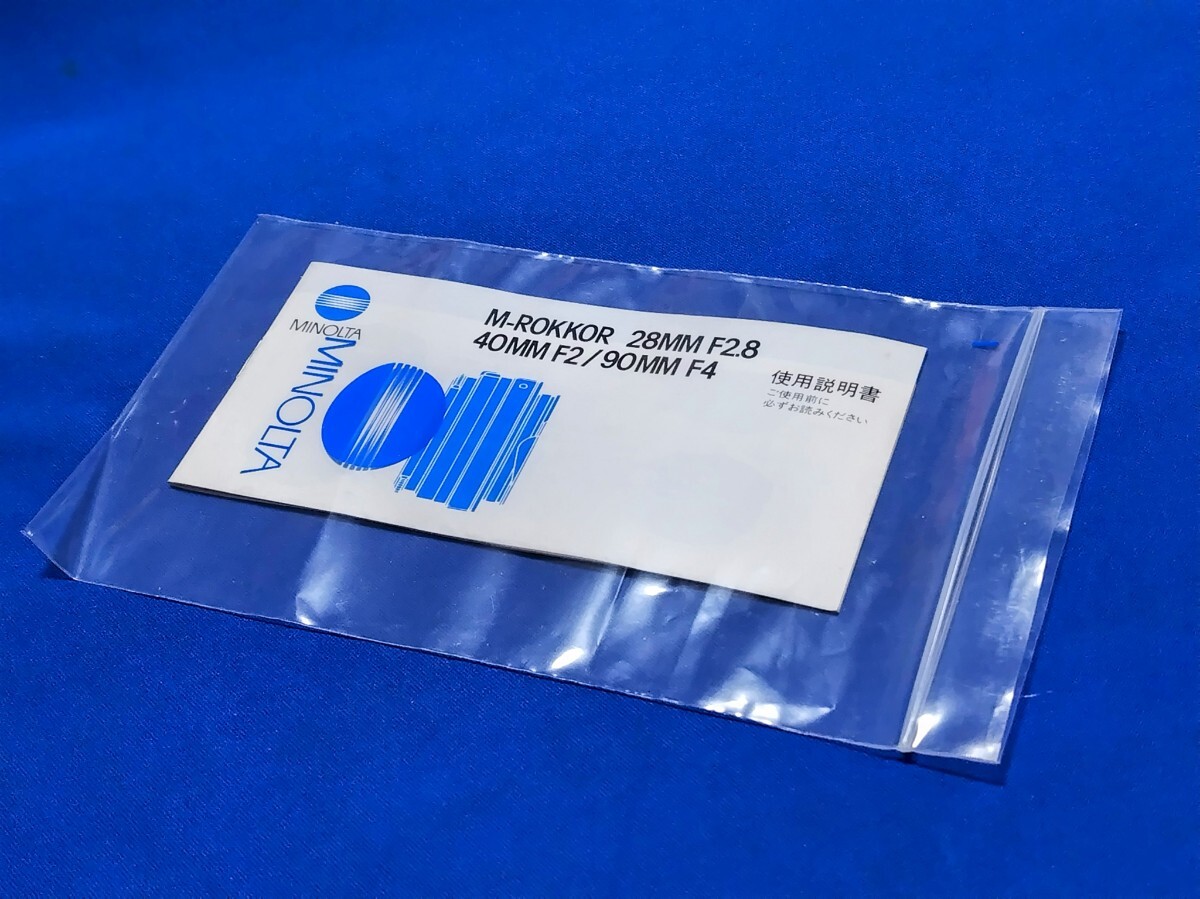 MINOLTA
MINOLTA
M-ROKKOR 28MM F2.8
40MM F2/90MM F4
使用説明書
ご使用前に
必ずお読みください